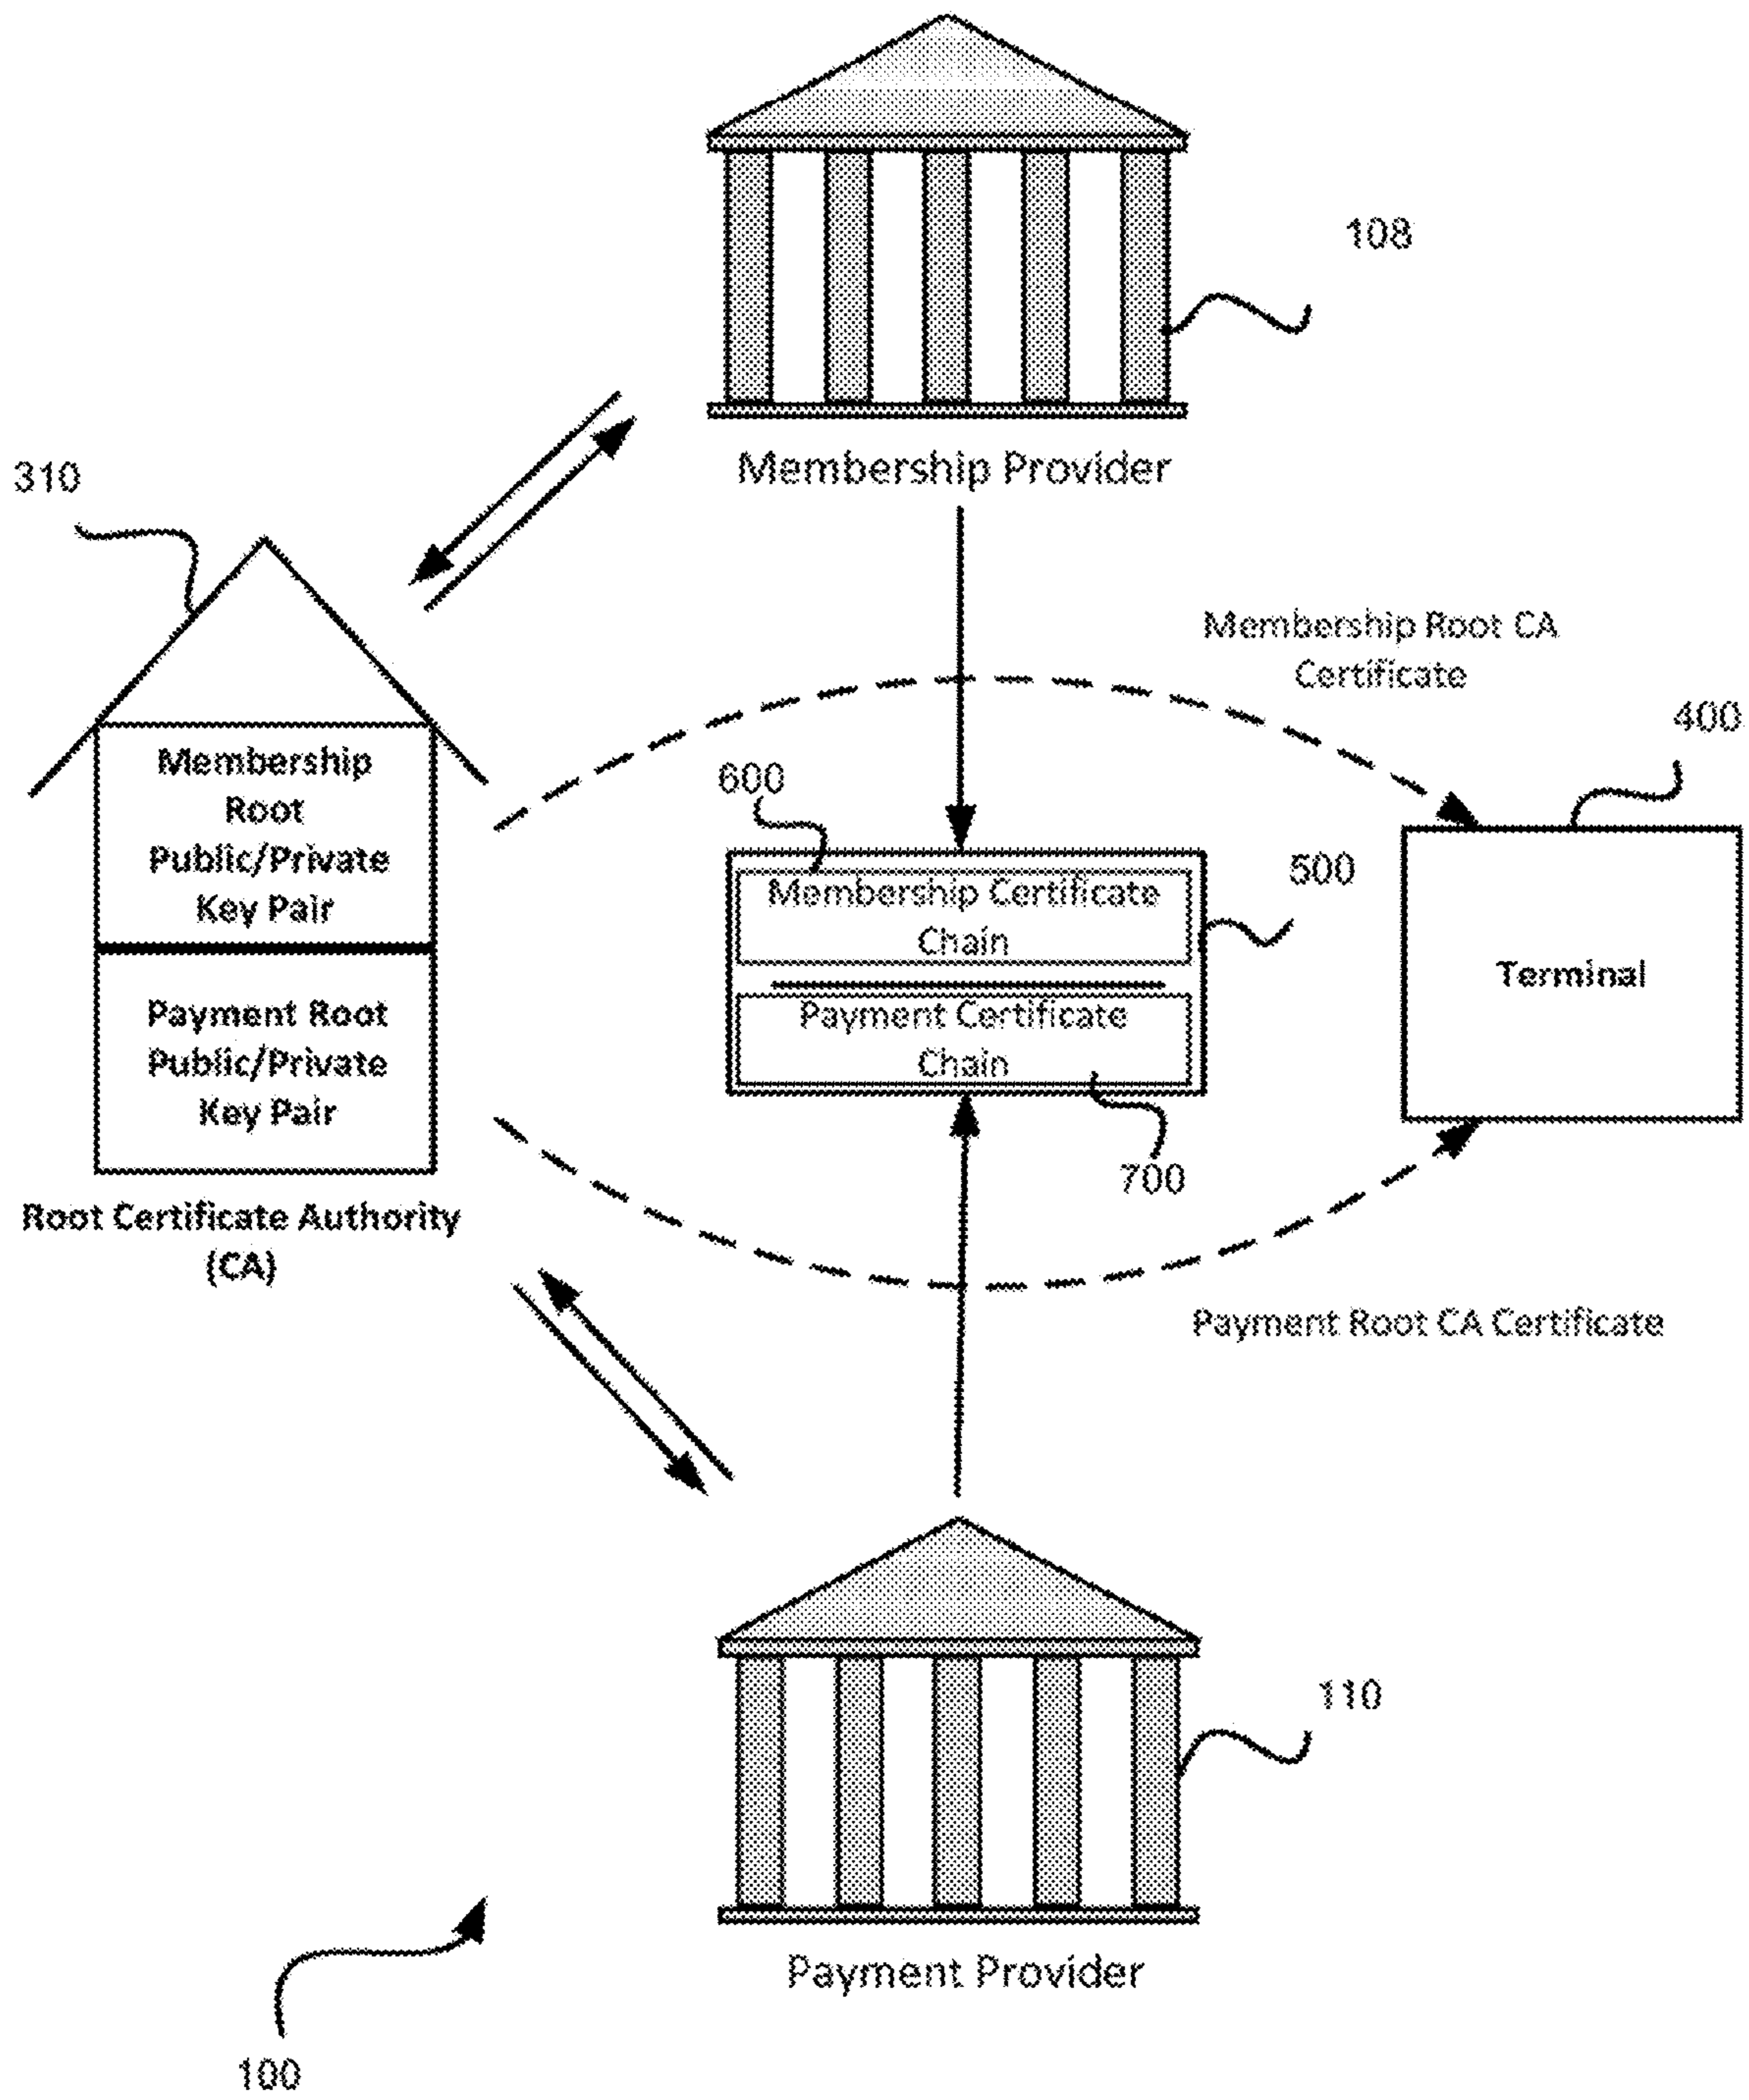 108
Membership Provider
310
Membership Root CA
Certificate
400
Membership
Root
Public/Private
Key Pair
600
500
Membership Certificate
Chain
Terminal
Payment Root
Public/Private
Key Pair
Payment Certificate
Chain
700
Root Certificate Authority
(CA)
Payment Root CA Certificate
110
Payment Provider
100